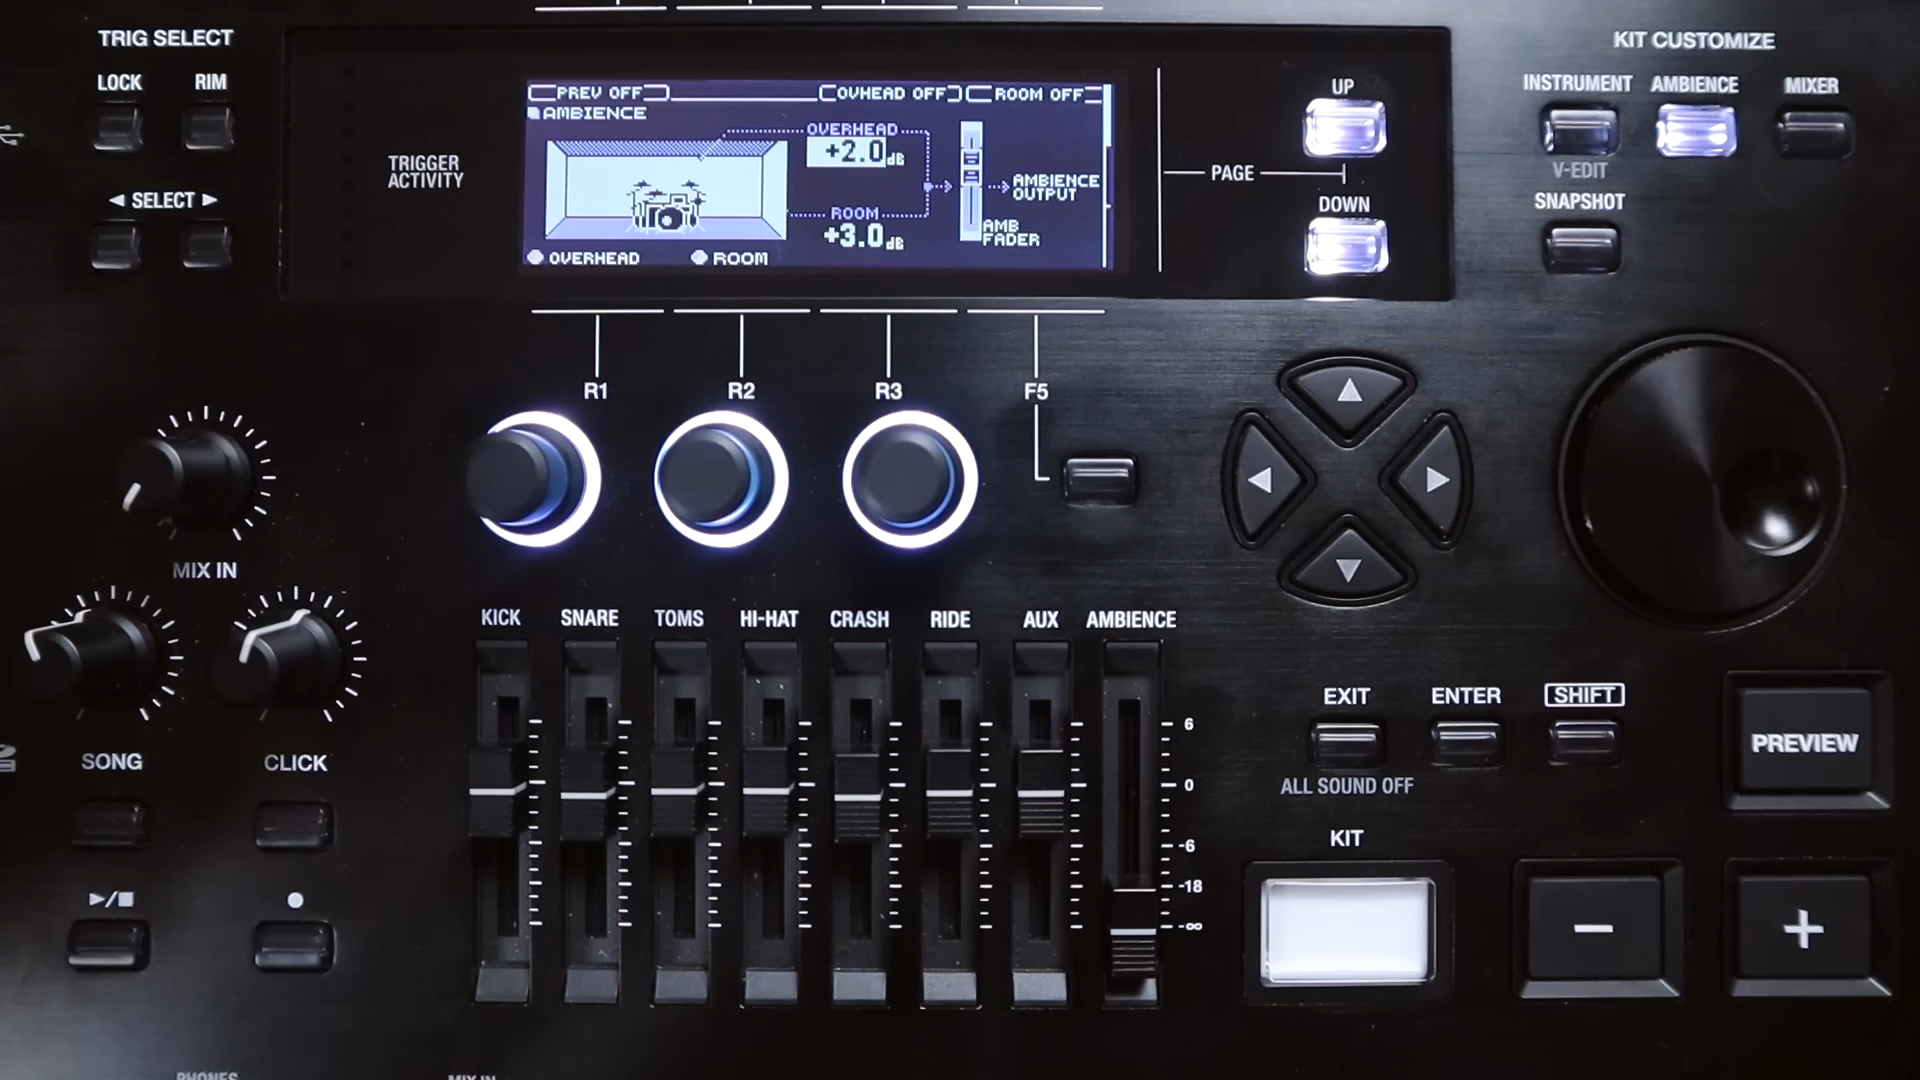 TRIG SELECT
LOCK RIM
◄ SELECT ►
TRIGGER
ACTIVITY
PREV OFF OVHEAD OFF ROOM OFF
AMBIENCE
OVERHEAD
+2.0dB
AMBIENCE
OUTPUT
ROOM
+3.0dB
AMB
FADER
OVERHEAD ROOM
UP
PAGE
DOWN
KIT CUSTOMIZE
INSTRUMENT AMBIENCE MIXER
V-EDIT
SNAPSHOT
R1 R2 R3 F5
MIX IN
SONG CLICK
►/■ ●
KICK SNARE TOMS HI-HAT CRASH RIDE AUX AMBIENCE
6
0
-6
-18
-∞
EXIT ENTER SHIFT
ALL SOUND OFF
PREVIEW
KIT
− +
PHONES MIX IN